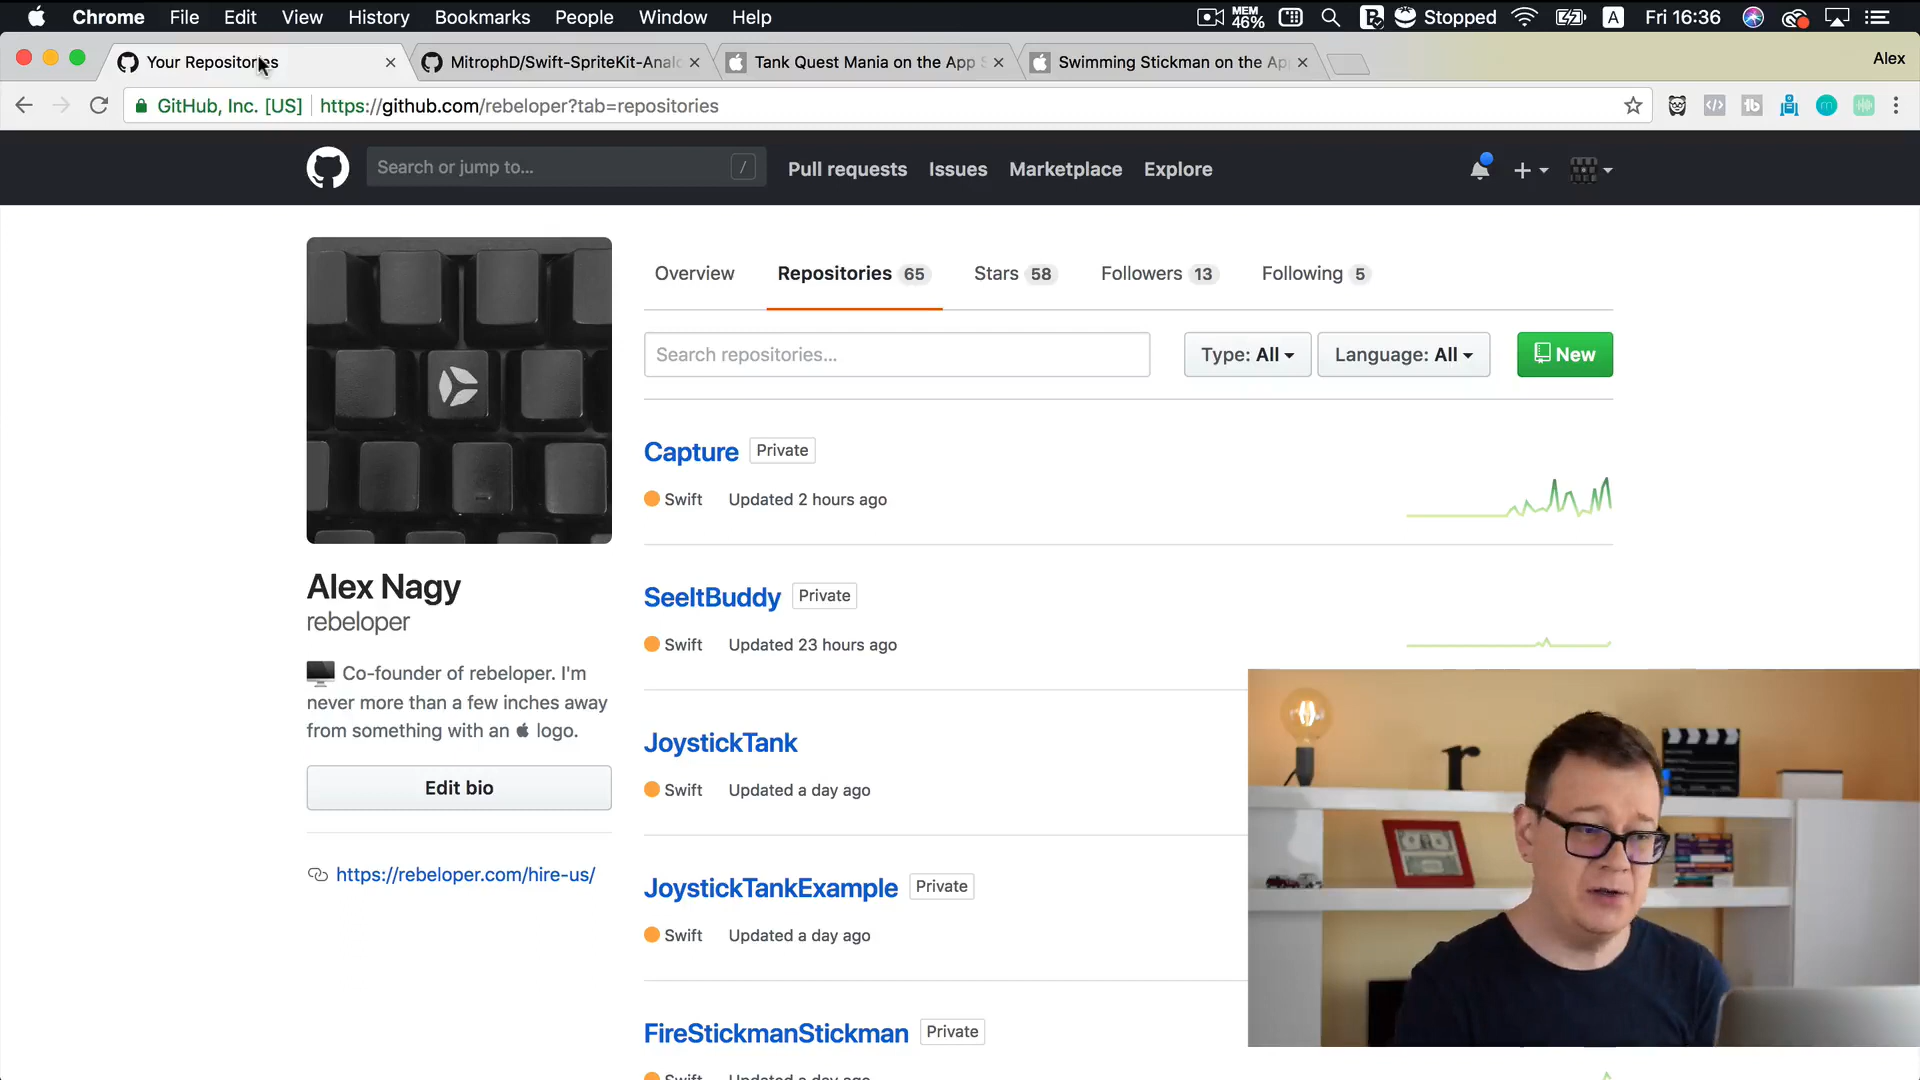 Chrome File Edit View History Bookmarks People Window Help MEM 46% Stopped A Fri 16:36
Your Repositories MitrophD/Swift-SpriteKit-Analo Tank Quest Mania on the App S Swimming Stickman on the Ap Alex
GitHub, Inc. [US] https://github.com/rebeloper?tab=repositories
Search or jump to... / Pull requests Issues Marketplace Explore
Overview Repositories 65 Stars 58 Followers 13 Following 5
Search repositories... Type: All Language: All New
Capture Private
Swift Updated 2 hours ago
SeeItBuddy Private
Swift Updated 23 hours ago
JoystickTank
Swift Updated a day ago
JoystickTankExample Private
Swift Updated a day ago
FireStickmanStickman Private
Swift Updated a day ago
Alex Nagy
rebeloper
Co-founder of rebeloper. I'm
never more than a few inches away
from something with an logo.
Edit bio
https://rebeloper.com/hire-us/
r